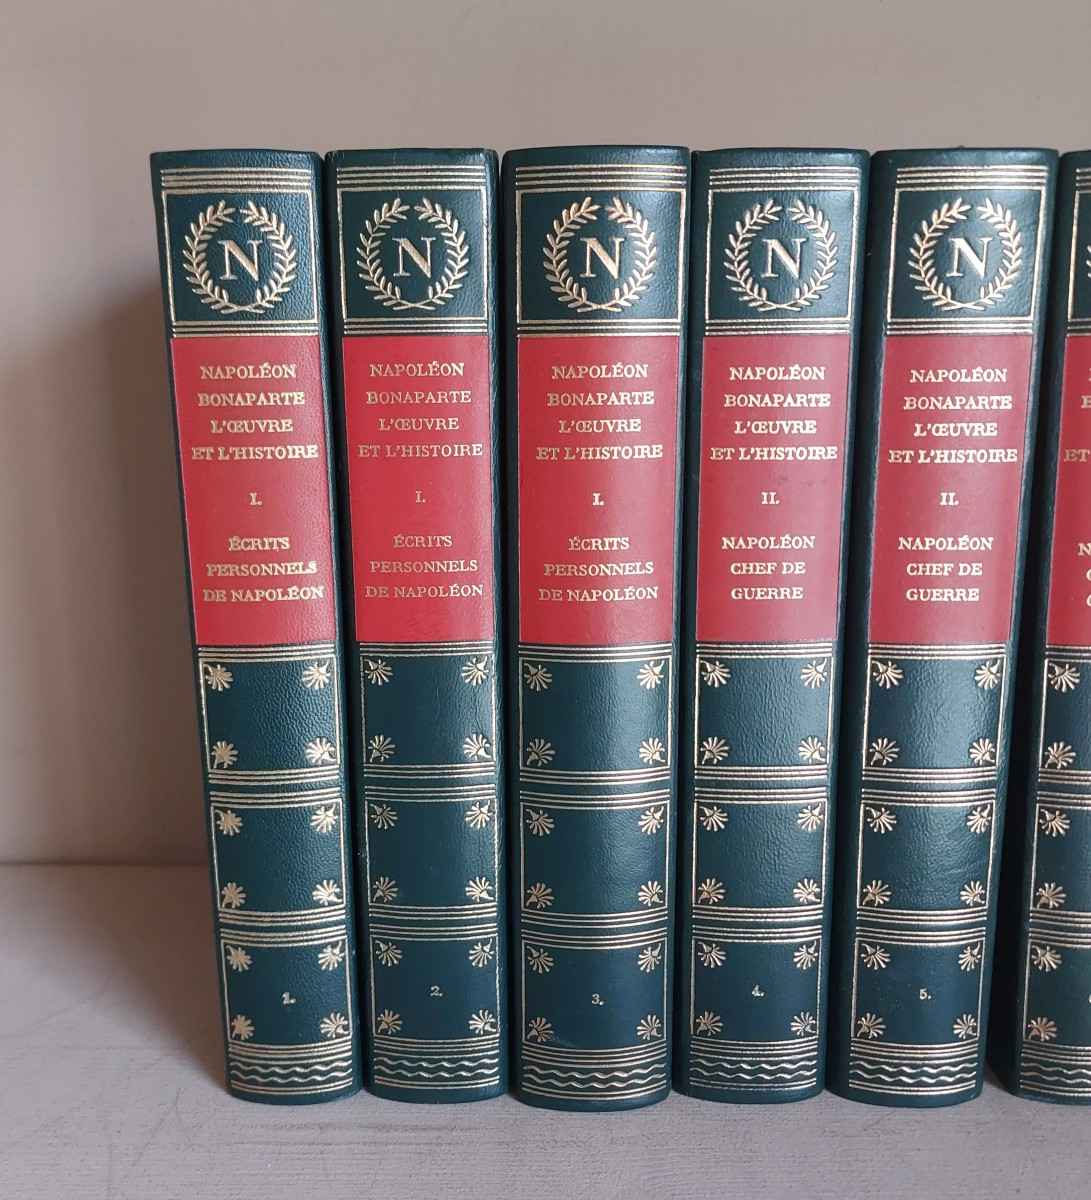 N
NAPOLÉON
BONAPARTE
L'ŒUVRE
ET L'HISTOIRE
I.
ÉCRITS
PERSONNELS
DE NAPOLÉON
1.
N
NAPOLÉON
BONAPARTE
L'ŒUVRE
ET L'HISTOIRE
I.
ÉCRITS
PERSONNELS
DE NAPOLÉON
2.
N
NAPOLÉON
BONAPARTE
L'ŒUVRE
ET L'HISTOIRE
I.
ÉCRITS
PERSONNELS
DE NAPOLÉON
3.
N
NAPOLÉON
BONAPARTE
L'ŒUVRE
ET L'HISTOIRE
II.
NAPOLÉON
CHEF DE
GUERRE
4.
N
NAPOLÉON
BONAPARTE
L'ŒUVRE
ET L'HISTOIRE
II.
NAPOLÉON
CHEF DE
GUERRE
5.
ET